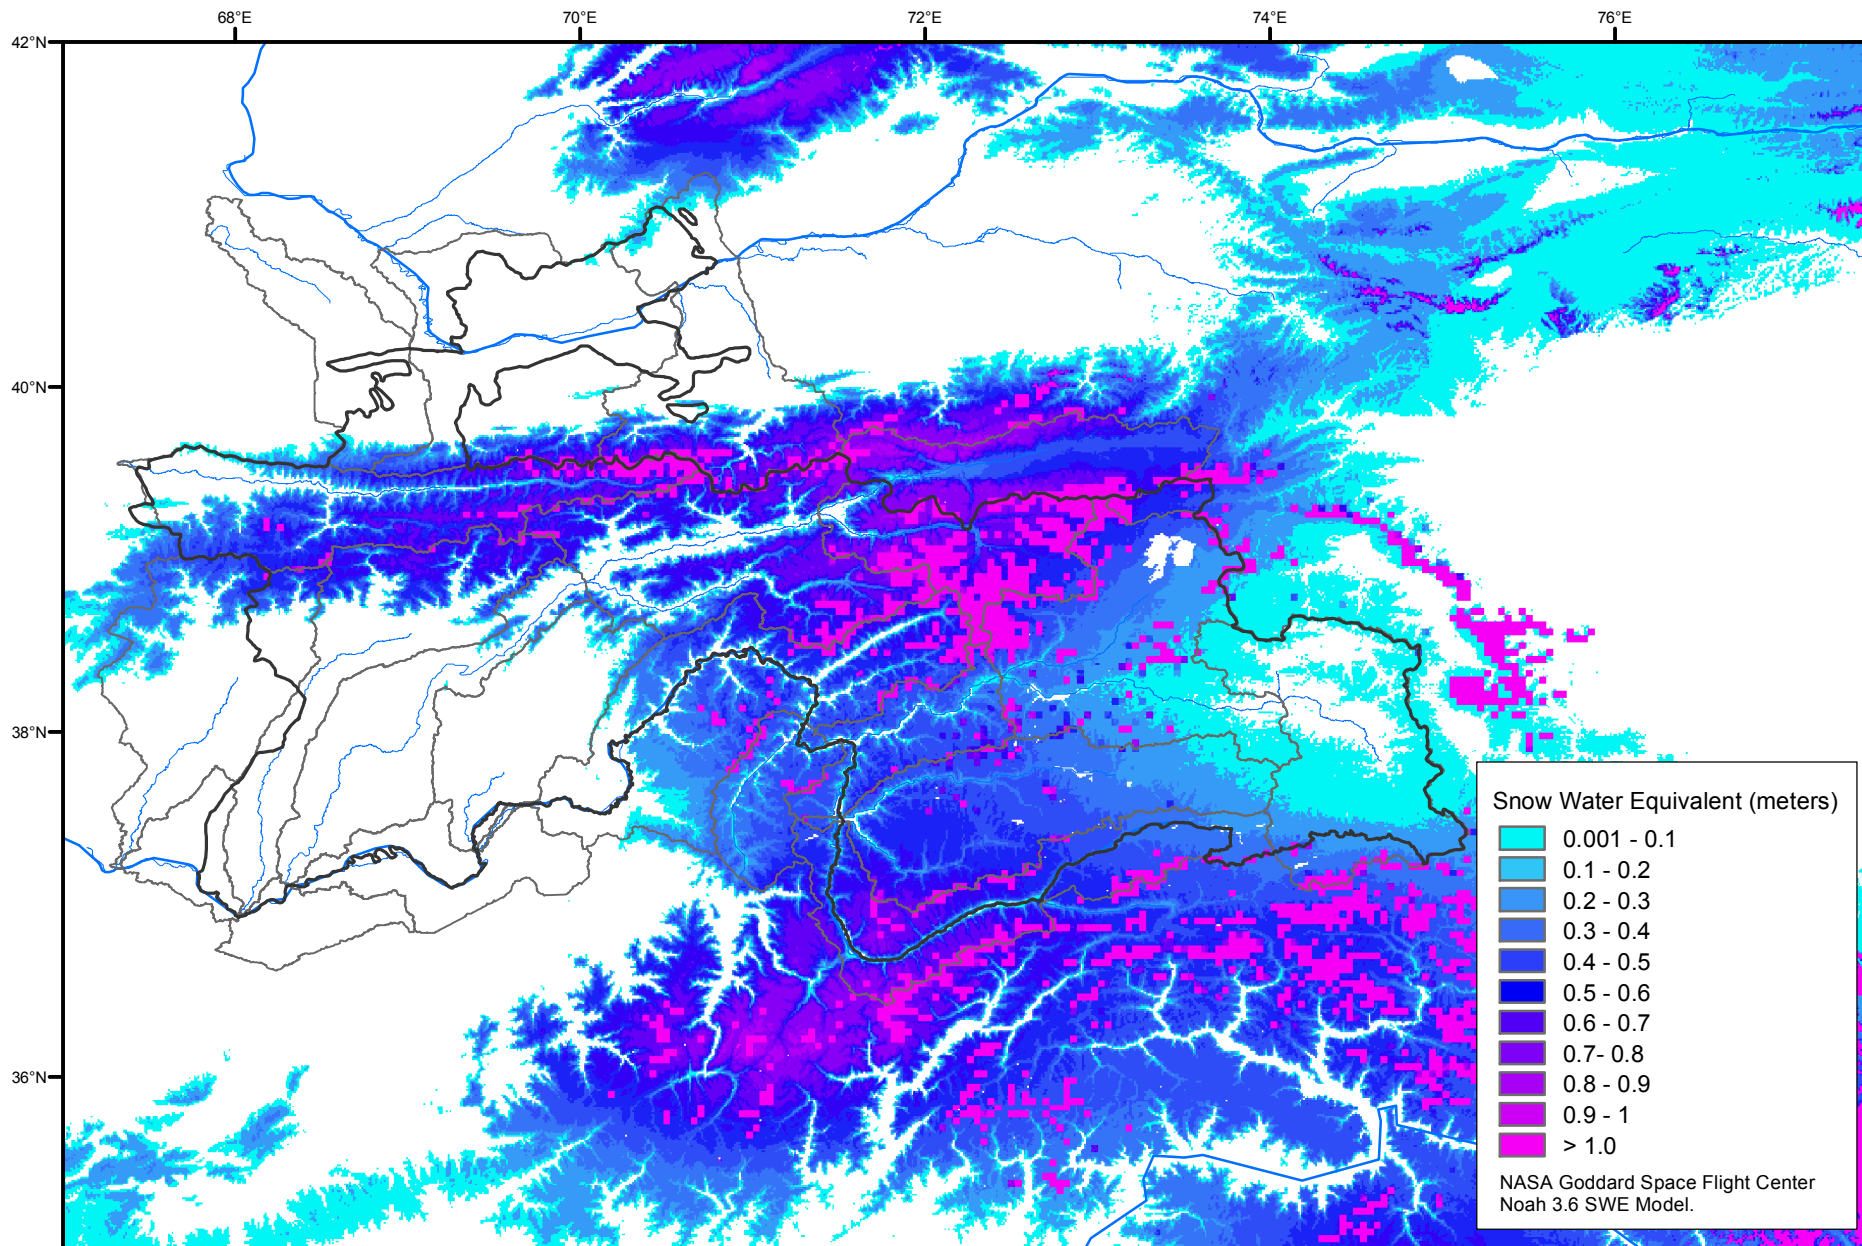 68°E 70°E 72°E 74°E 76°E
42°N
40°N
38°N
36°N
Snow Water Equivalent (meters)
0.001 - 0.1
0.1 - 0.2
0.2 - 0.3
0.3 - 0.4
0.4 - 0.5
0.5 - 0.6
0.6 - 0.7
0.7- 0.8
0.8 - 0.9
0.9 - 1
> 1.0
NASA Goddard Space Flight Center
Noah 3.6 SWE Model.